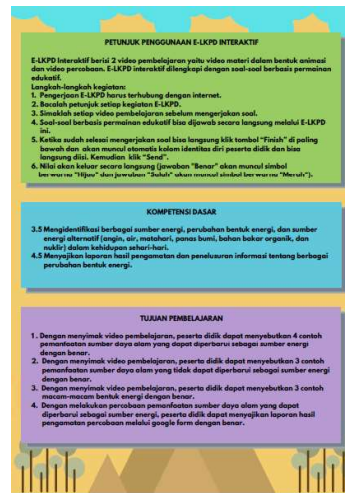 PETUNJUK PENGGUNAAN E-LKPD INTERAKTIF
E-LKPD Interaktif berisi 2 video pembelajaran yaitu video materi dalam bentuk animasi
dan video percobaan. E-LKPD interaktif dilengkapi dengan soal-soal berbasis permainan
edukatif.
Langkah-langkah kegiatan:
1. Pengerjaan E-LKPD harus terhubung dengan internet.
2. Bacalah petunjuk setiap kegiatan E-LKPD.
3. Simaklah setiap video pembelajaran sebelum mengerjakan soal.
4. Soal-soal berbasis permainan edukatif bisa dijawab secara langsung melalui E-LKPD
ini.
5. Ketika sudah selesai mengerjakan soal bisa langsung klik tombol "Finish" di paling
bawah dan akan muncul otomatis kolom identitas diri peserta didik dan bisa
langsung diisi. Kemudian klik "Send".
6. Nilai akan keluar secara langsung (jawaban "Benar" akan muncul simbol
berwarna "Hijau" dan jawaban "Salah" akan muncul simbol berwarna "Merah").
KOMPETENSI DASAR
3.5 Mengidentifikasi berbagai sumber energi, perubahan bentuk energi, dan sumber
energi alternatif (angin, air, matahari, panas bumi, bahan bakar organik, dan
nuklir) dalam kehidupan sehari-hari.
4.5 Menyajikan laporan hasil pengamatan dan penelusuran informasi tentang berbagai
perubahan bentuk energi.
TUJUAN PEMBELAJARAN
1. Dengan menyimak video pembelajaran, peserta didik dapat menyebutkan 4 contoh
pemanfaatan sumber daya alam yang dapat diperbarui sebagai sumber energi
dengan benar.
2. Dengan menyimak video pembelajaran, peserta didik dapat menyebutkan 3 contoh
pemanfaatan sumber daya alam yang tidak dapat diperbarui sebagai sumber energi
dengan benar.
3. Dengan menyimak video pembelajaran, peserta didik dapat menyebutkan 3 contoh
macam-macam bentuk energi dengan benar.
4. Dengan melakukan percobaan pemanfaatan sumber daya alam yang dapat
diperbarui sebagai sumber energi, peserta didik dapat menyajikan laporan hasil
pengamatan percobaan melalui google form dengan benar.